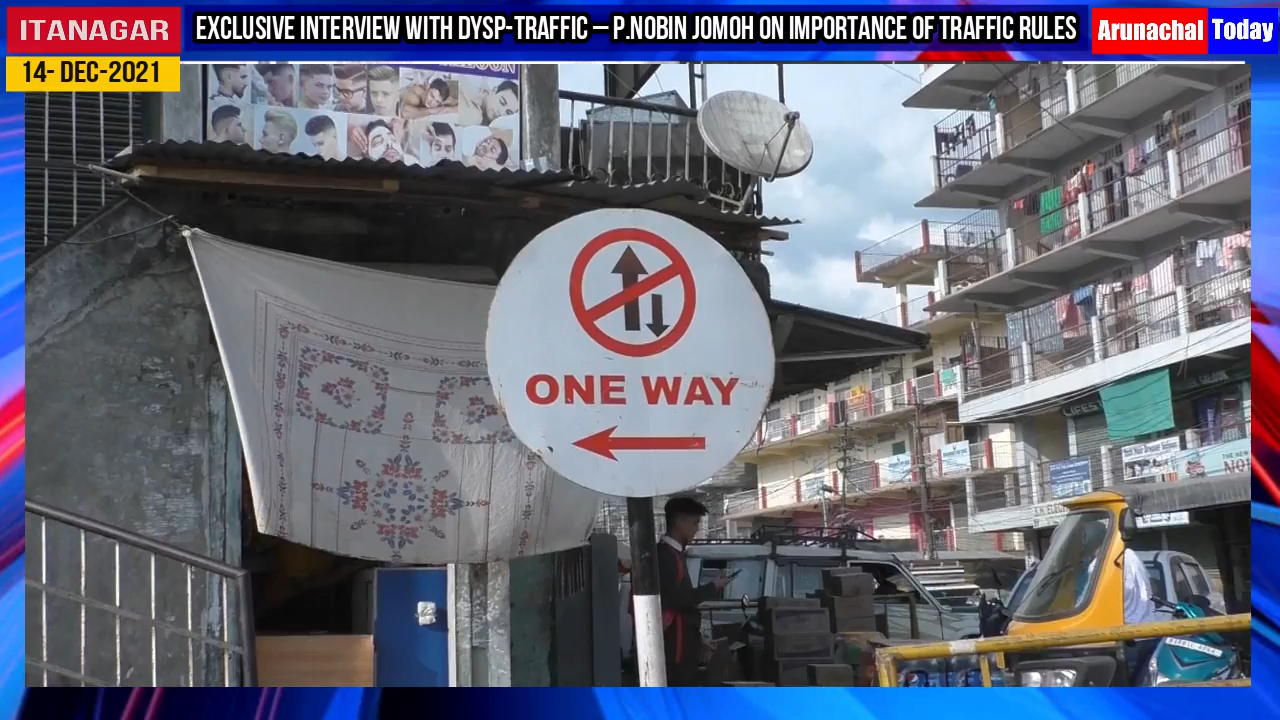 ITANAGAR
EXCLUSIVE INTERVIEW WITH DYSP-TRAFFIC – P.NOBIN JOMOH ON IMPORTANCE OF TRAFFIC RULES
Arunachal Today
14- DEC-2021
ONE WAY